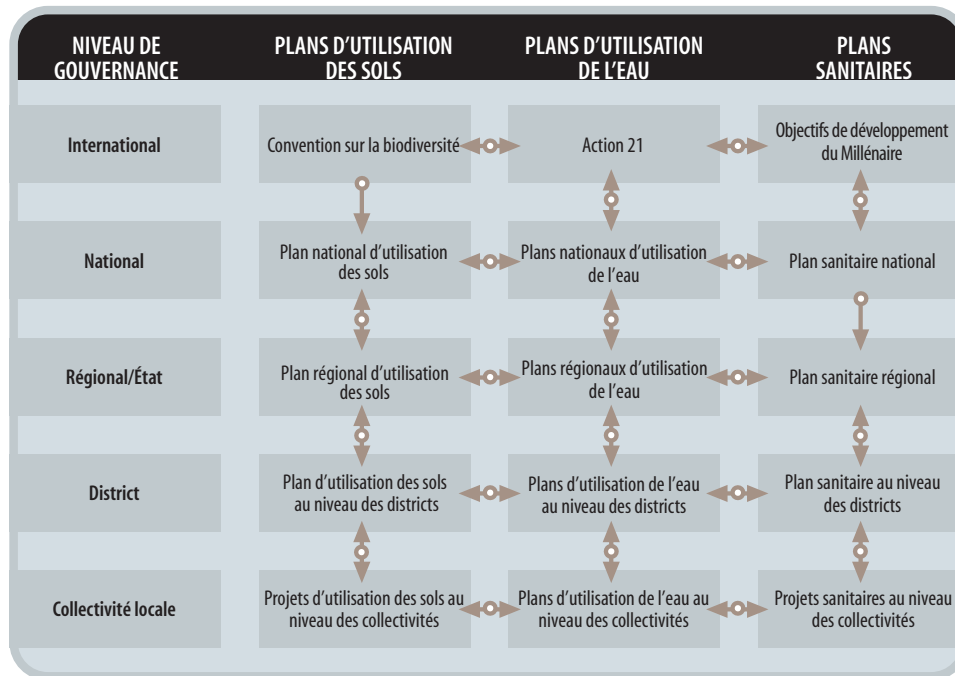 NIVEAU DE
GOUVERNANCE
PLANS D'UTILISATION
DES SOLS
PLANS D'UTILISATION
DE L'EAU
PLANS
SANITAIRES
International
Convention sur la biodiversité
Action 21
Objectifs de développement
du Millénaire
National
Plan national d'utilisation
des sols
Plans nationaux d'utilisation
de l'eau
Plan sanitaire national
Régional/État
Plan régional d'utilisation
des sols
Plans régionaux d'utilisation
de l'eau
Plan sanitaire régional
District
Plan d'utilisation des sols
au niveau des districts
Plans d'utilisation de l'eau
au niveau des districts
Plan sanitaire au niveau
des districts
Collectivité locale
Projets d'utilisation des sols au
niveau des collectivités
Plans d'utilisation de l'eau au
niveau des collectivités
Projets sanitaires au niveau
des collectivités